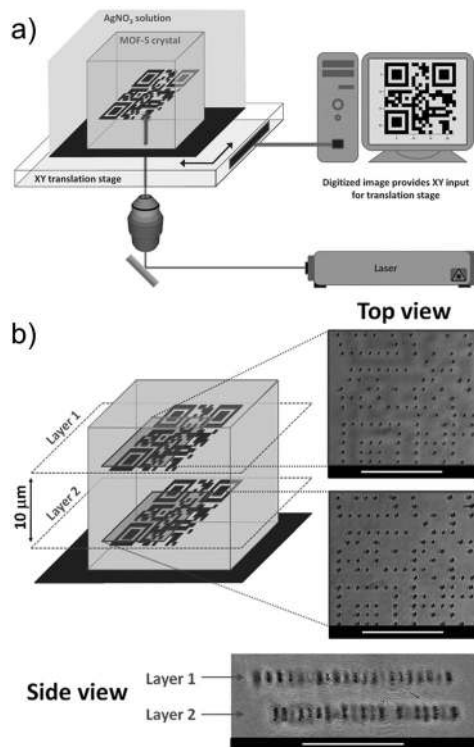 a)
AgNO₃ solution
MOF-5 crystal
XY translation stage
Digitized image provides XY input
for translation stage
Laser
b)
Top view
Layer 1
10 µm
Layer 2
Side view
Layer 1
Layer 2